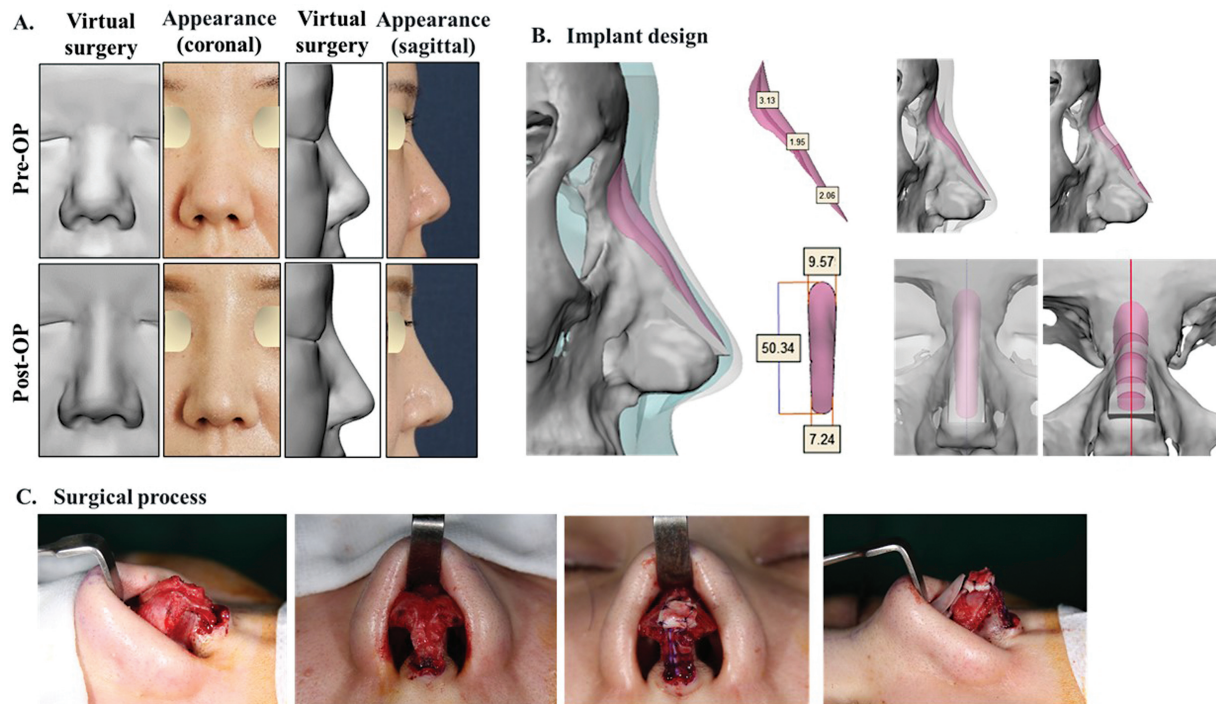 A.
Virtual
surgery
Appearance
(coronal)
Virtual
surgery
Appearance
(sagittal)
Pre-OP
Post-OP
B. Implant design
3.13
1.95
2.06
9.57
50.34
7.24
C. Surgical process